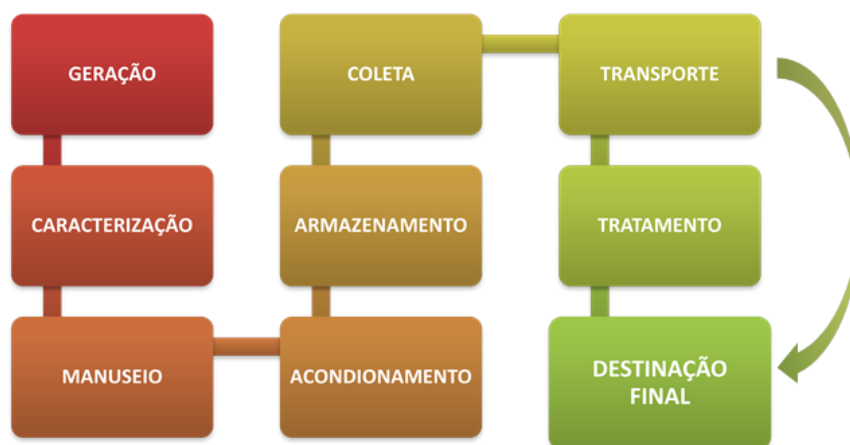 GERAÇÃO
CARACTERIZAÇÃO
MANUSEIO
ACONDIONAMENTO
ARMAZENAMENTO
COLETA
TRANSPORTE
TRATAMENTO
DESTINAÇÃO
FINAL